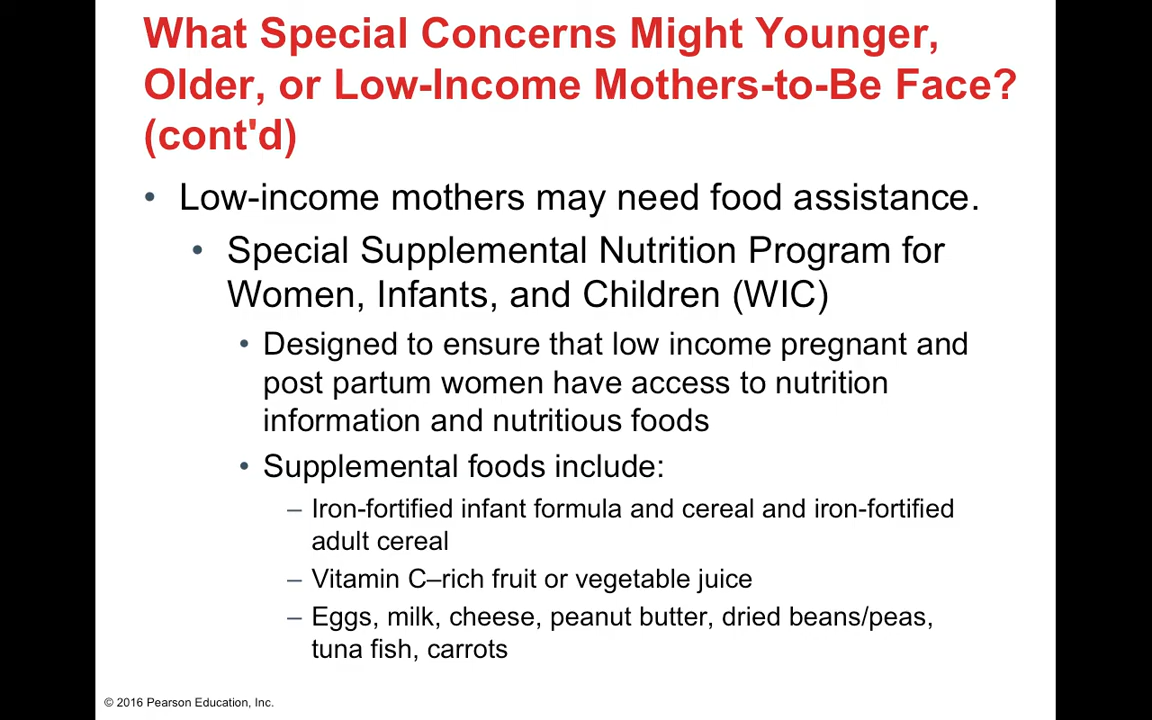 What Special Concerns Might Younger,
Older, or Low-Income Mothers-to-Be Face?
(cont'd)
• Low-income mothers may need food assistance.
• Special Supplemental Nutrition Program for
Women, Infants, and Children (WIC)
• Designed to ensure that low income pregnant and
post partum women have access to nutrition
information and nutritious foods
• Supplemental foods include:
– Iron-fortified infant formula and cereal and iron-fortified
adult cereal
– Vitamin C–rich fruit or vegetable juice
– Eggs, milk, cheese, peanut butter, dried beans/peas,
tuna fish, carrots
© 2016 Pearson Education, Inc.